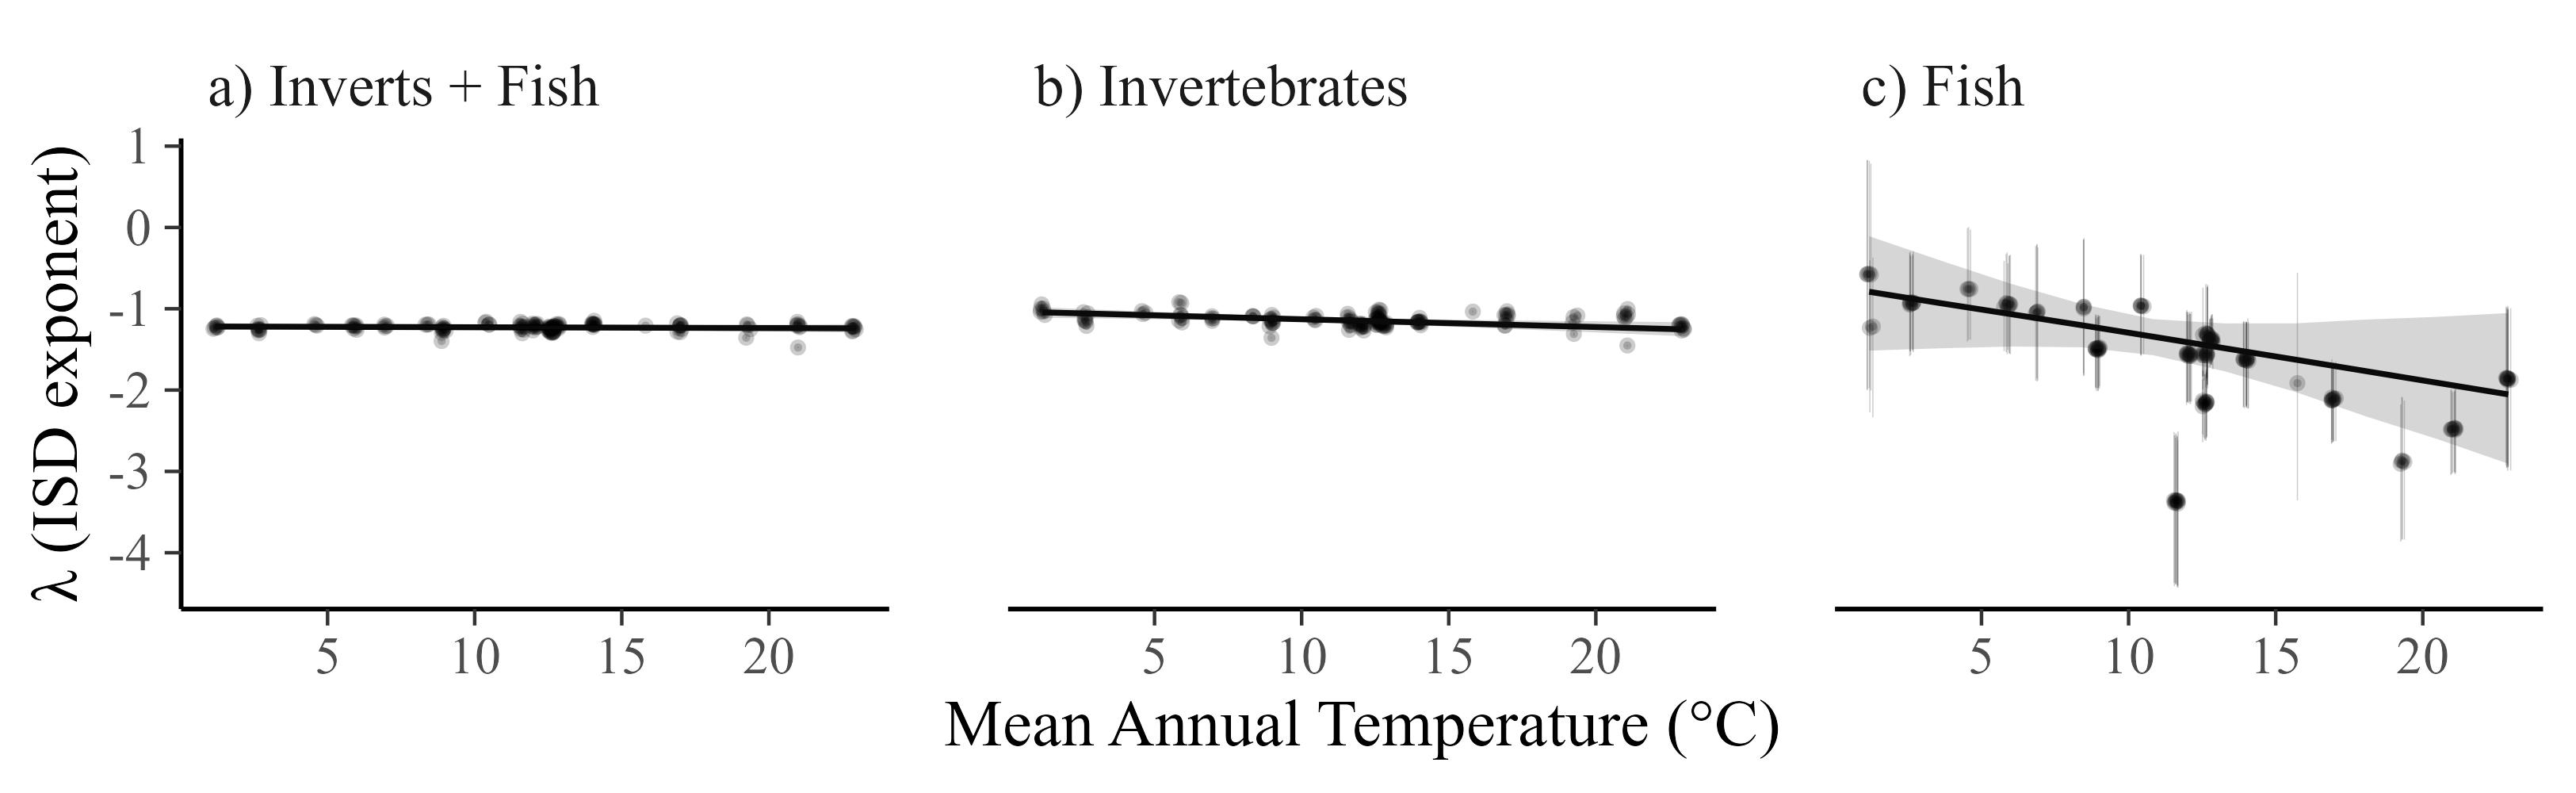 a) Inverts + Fish
b) Invertebrates
c) Fish
λ (ISD exponent)
1
0
-1
-2
-3
-4
5 10 15 20
5 10 15 20
5 10 15 20
Mean Annual Temperature (°C)